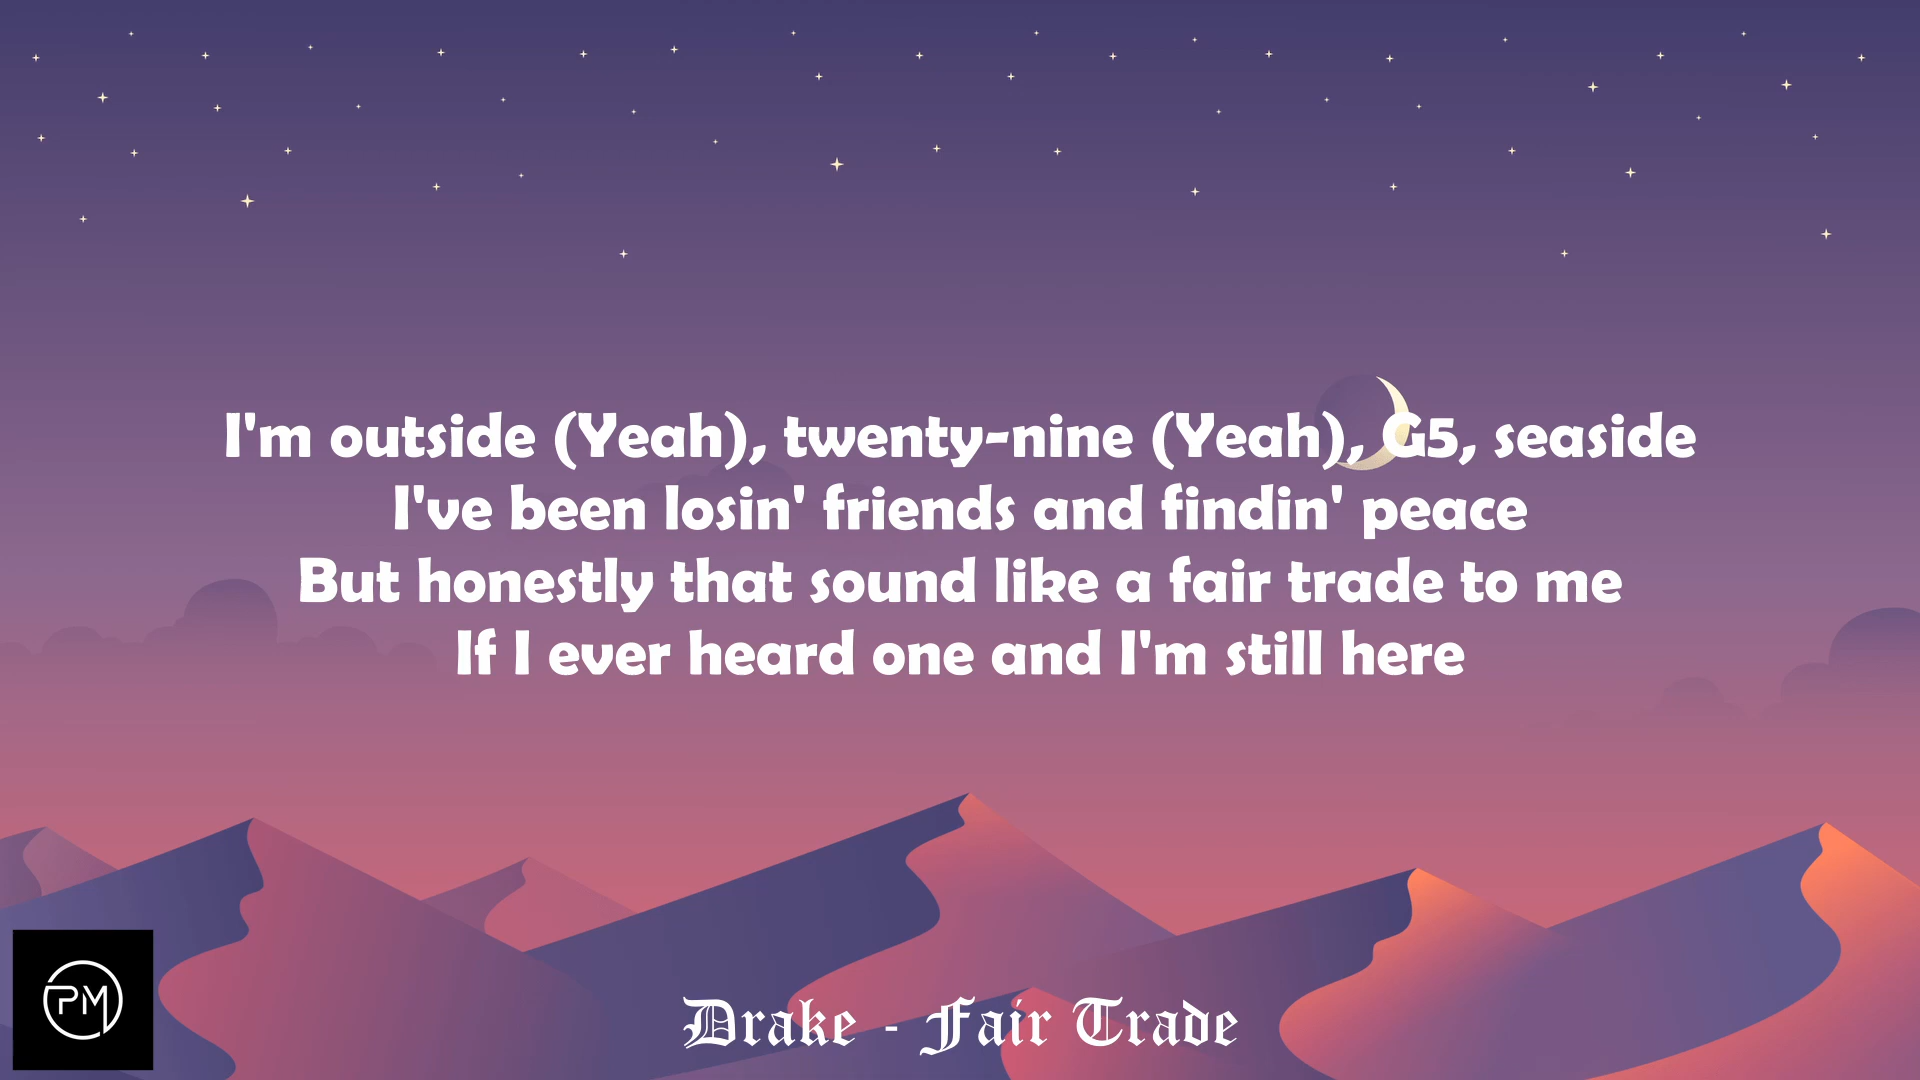 I'm outside (Yeah), twenty-nine (Yeah), G5, seaside
I've been losin' friends and findin' peace
But honestly that sound like a fair trade to me
If I ever heard one and I'm still here
PM
Drake - Fair Trade